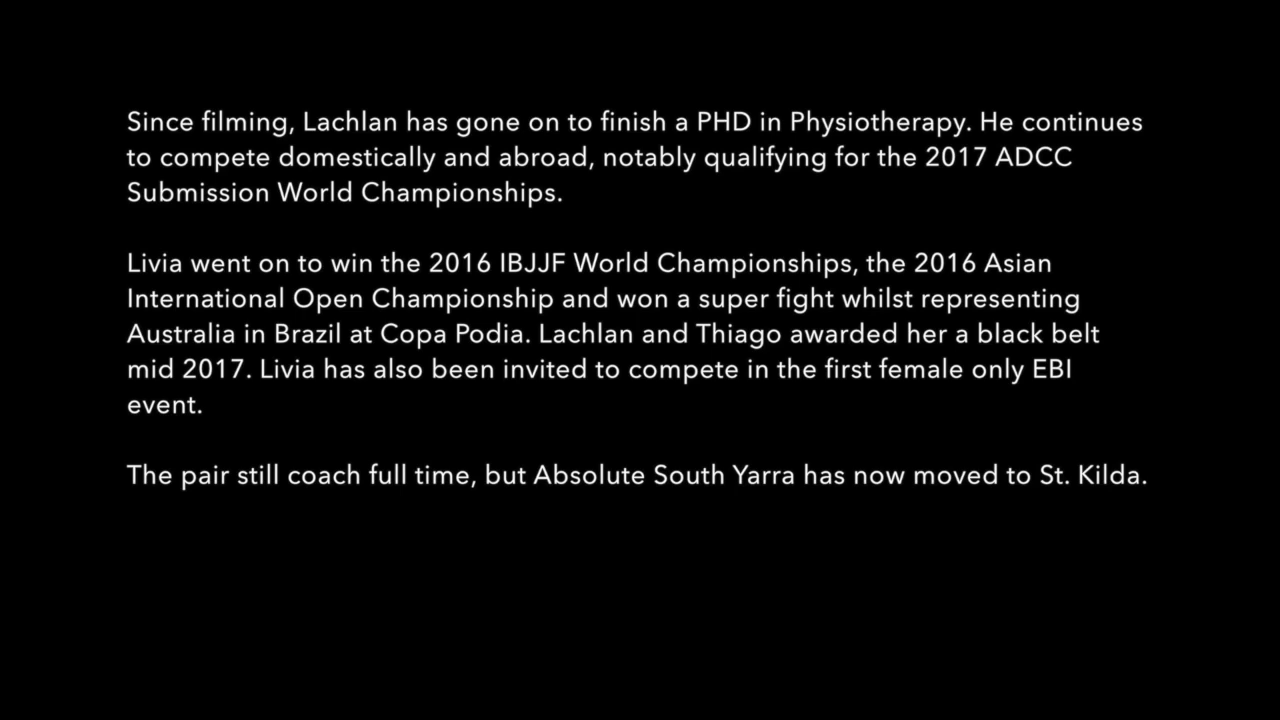 Since filming, Lachlan has gone on to finish a PHD in Physiotherapy. He continues
to compete domestically and abroad, notably qualifying for the 2017 ADCC
Submission World Championships.
Livia went on to win the 2016 IBJJF World Championships, the 2016 Asian
International Open Championship and won a super fight whilst representing
Australia in Brazil at Copa Podia. Lachlan and Thiago awarded her a black belt
mid 2017. Livia has also been invited to compete in the first female only EBI
event.
The pair still coach full time, but Absolute South Yarra has now moved to St. Kilda.